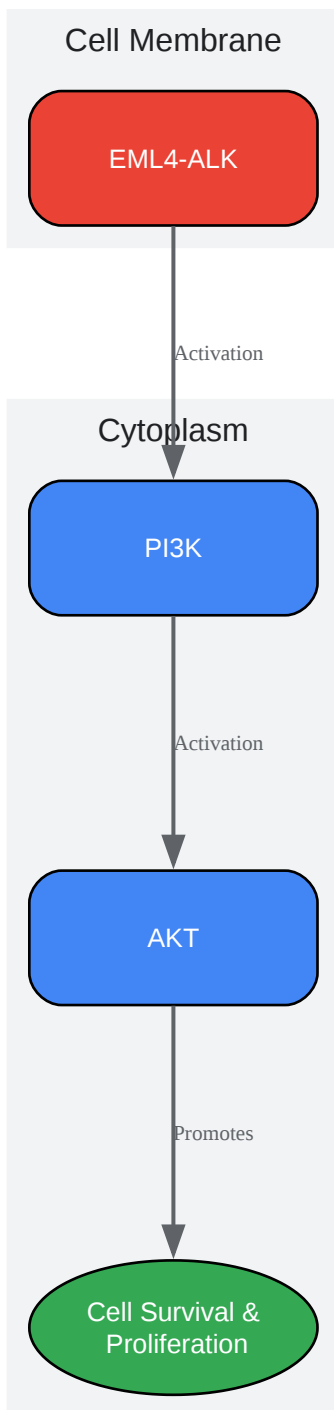 Cell Membrane
EML4-ALK
Activation
Cytoplasm
PI3K
Activation
AKT
Promotes
Cell Survival &
Proliferation